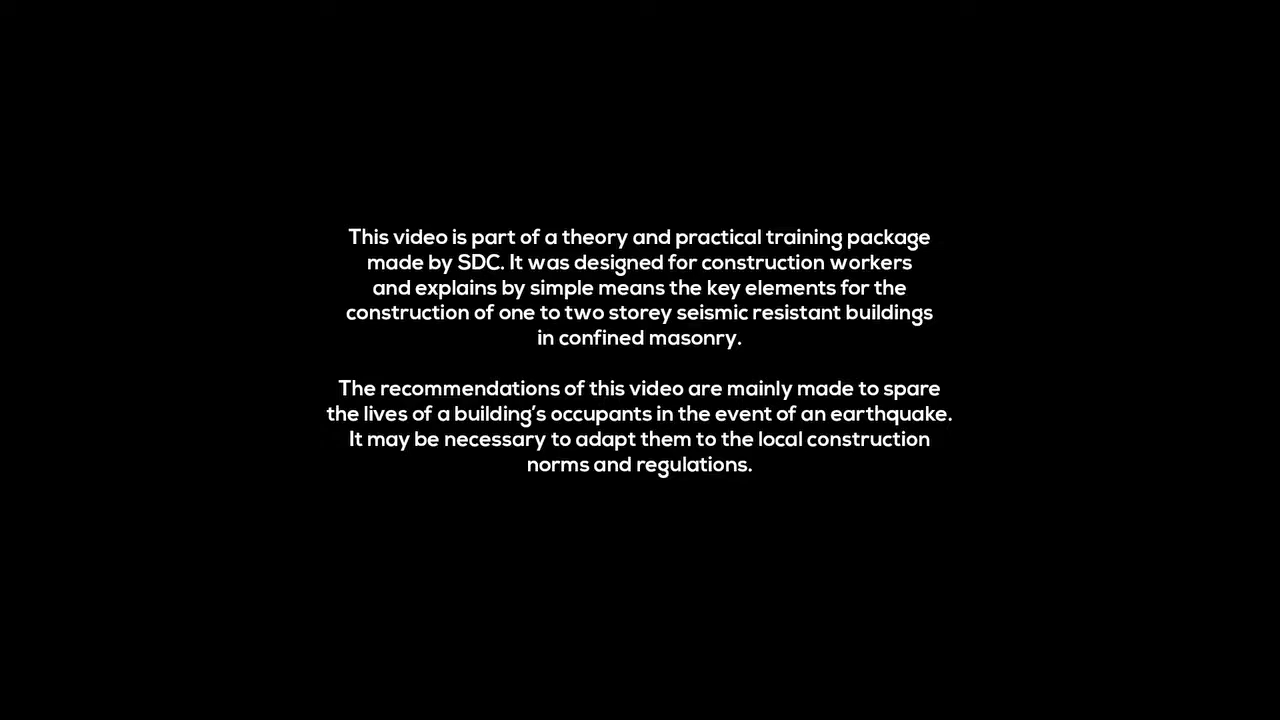 This video is part of a theory and practical training package
made by SDC. It was designed for construction workers
and explains by simple means the key elements for the
construction of one to two storey seismic resistant buildings
in confined masonry.
The recommendations of this video are mainly made to spare
the lives of a building's occupants in the event of an earthquake.
It may be necessary to adapt them to the local construction
norms and regulations.